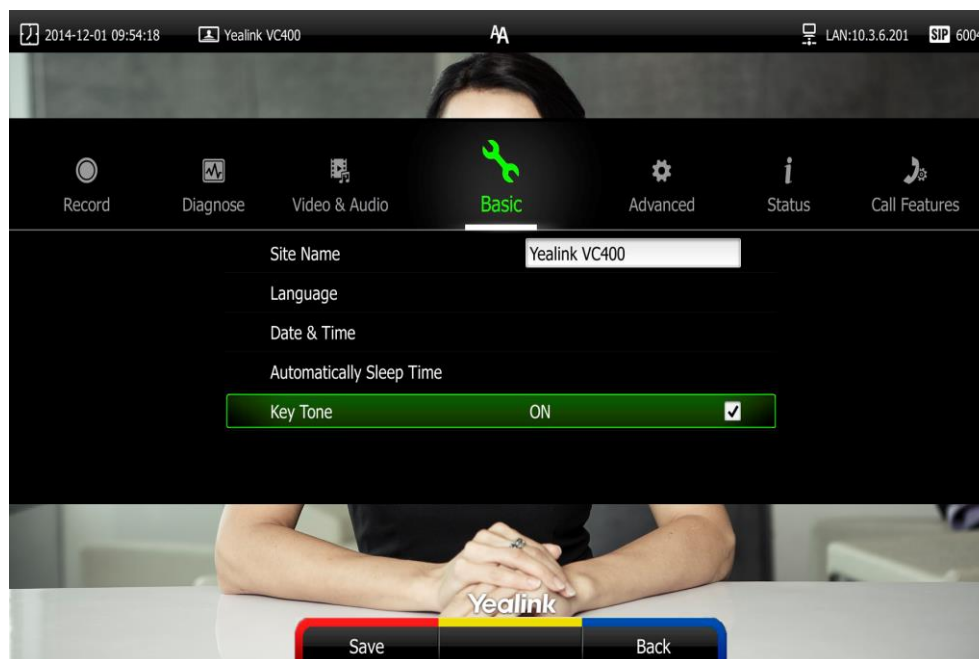 2014-12-01 09:54:18 Yealink VC400 AA LAN:10.3.6.201 SIP 6004
Record Diagnose Video & Audio Basic Advanced Status Call Features
Site Name Yealink VC400
Language
Date & Time
Automatically Sleep Time
Key Tone ON
Yealink
Save Back